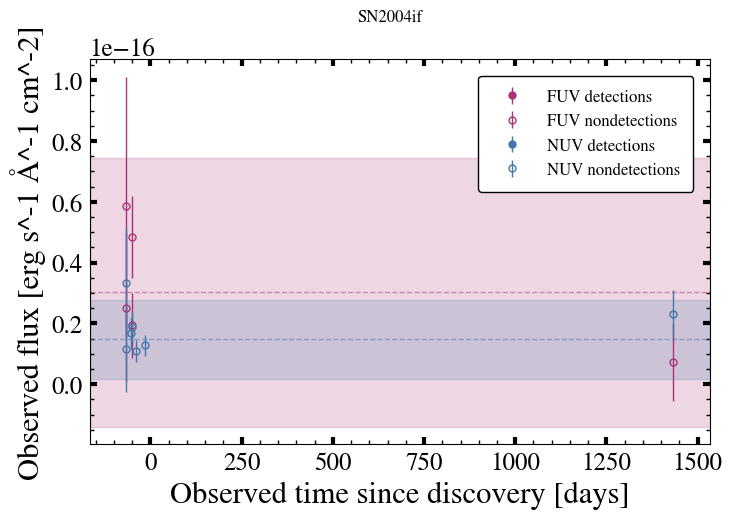 SN2004if
1e−16
1.0
0.8
0.6
0.4
0.2
0.0
Observed flux [erg s^-1 Å^-1 cm^-2]
FUV detections
FUV nondetections
NUV detections
NUV nondetections
0 250 500 750 1000 1250 1500
Observed time since discovery [days]